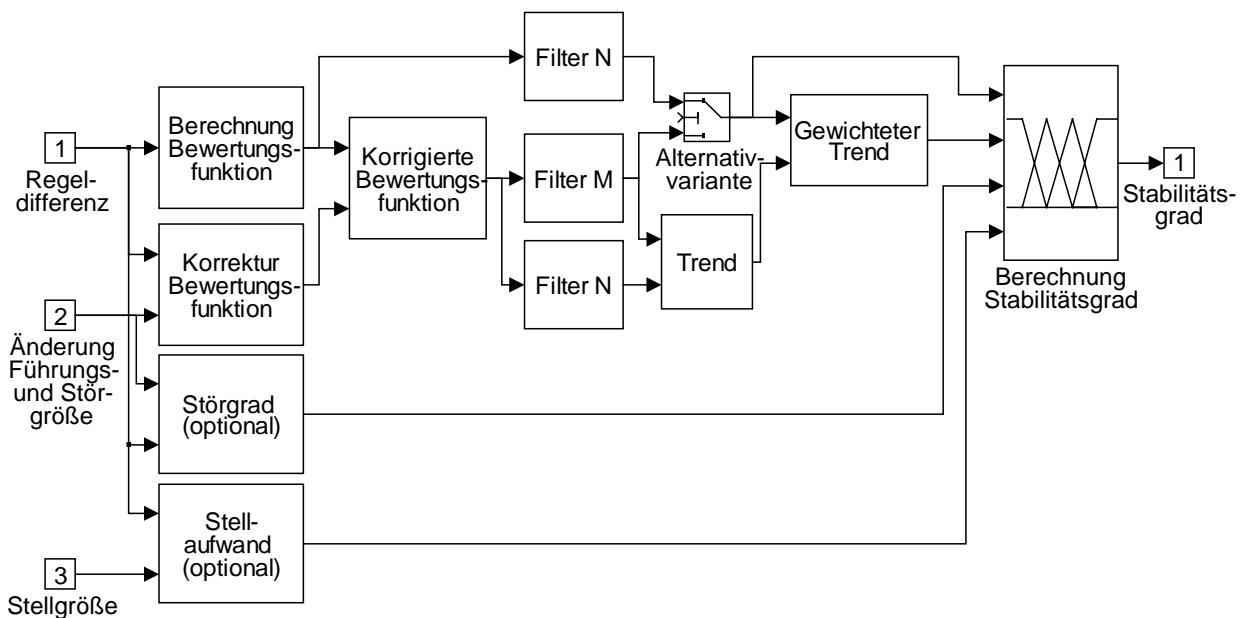 Filter N
Berechnung
Bewertungs-
funktion
1
Regel-
differenz
Korrigierte
Bewertungs-
funktion
Filter M
Alternativ-
variante
Gewichteter
Trend
1
Stabilitäts-
grad
Korrektur
Bewertungs-
funktion
Filter N
Trend
Berechnung
Stabilitätsgrad
2
Änderung
Führungs-
und Stör-
größe
Störgrad
(optional)
Stell-
aufwand
(optional)
3
Stellgröße